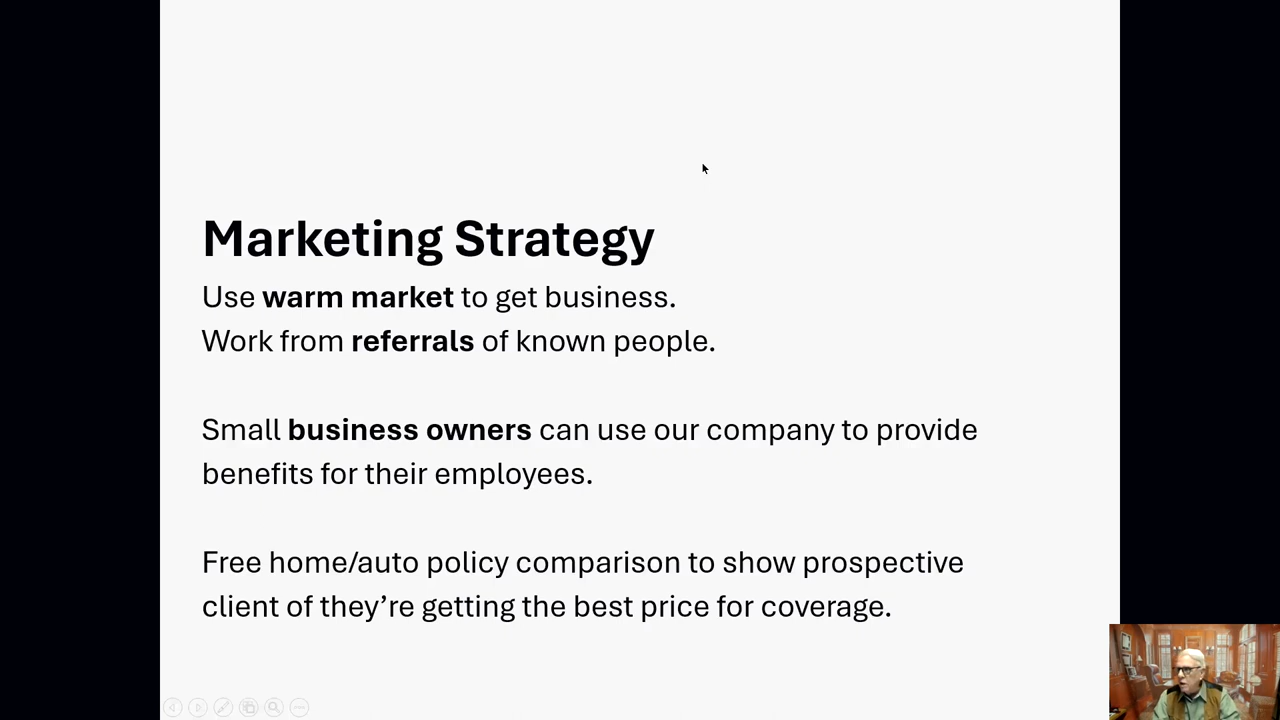 Marketing Strategy
Use warm market to get business.
Work from referrals of known people.
Small business owners can use our company to provide
benefits for their employees.
Free home/auto policy comparison to show prospective
client of they’re getting the best price for coverage.